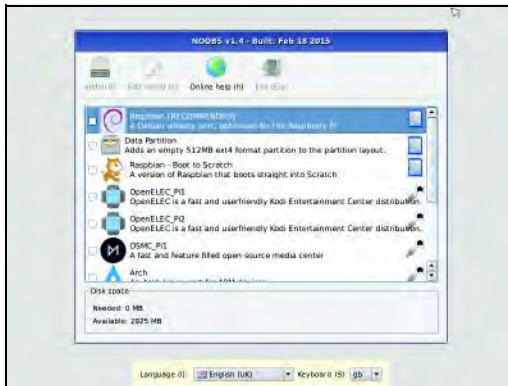 NOOBS v1.4 - Built: Feb 18 2015
Online help (h)
Raspbian [RECOMMENDED]
A Debian wheezy port, optimised for the Raspberry Pi
Data Partition
Adds an empty 512MB ext4 format partition to the partition layout.
Raspbian - Boot to Scratch
A version of Raspbian that boots straight into Scratch
OpenELEC_Pi1
OpenELEC is a fast and userfriendly Kodi Entertainment Center distribution.
OpenELEC_Pi2
OpenELEC is a fast and userfriendly Kodi Entertainment Center distribution.
OSMC_Pi1
A fast and feature filled open source media center
Arch
Disk space
Needed: 0 MB
Available: 2025 MB
Language (l): English (UK) Keyboard (9): gb